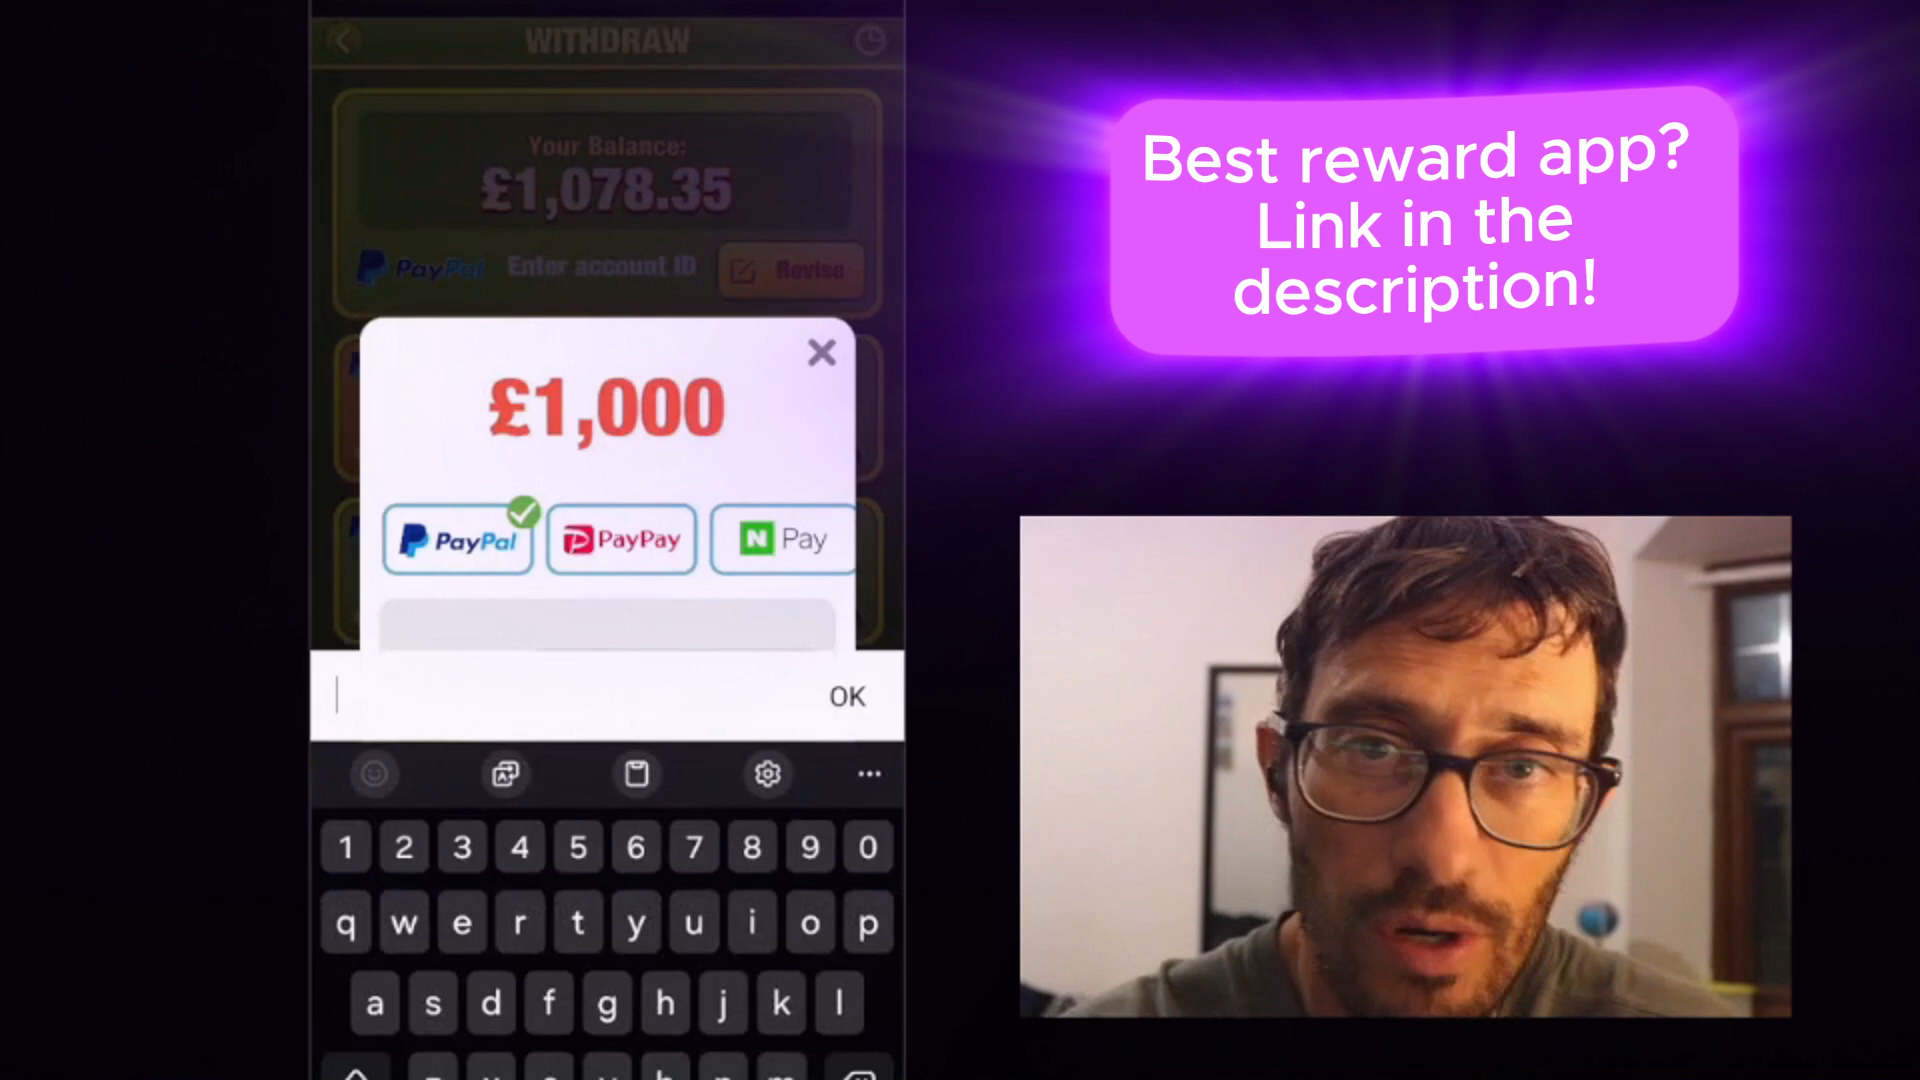 WITHDRAW
Your Balance:
£1,078.35
PayPal Enter account ID Revise
£1,000
PayPal PayPay N Pay
OK
1 2 3 4 5 6 7 8 9 0
q w e r t y u i o p
a s d f g h j k l
Best reward app?
Link in the
description!